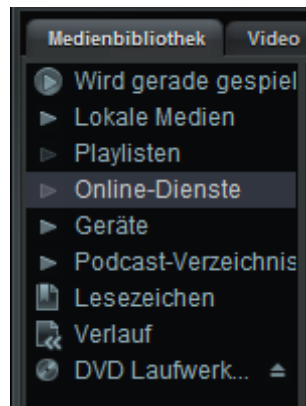 Medienbibliothek Video
Wird gerade gespiel
Lokale Medien
Playlisten
Online-Dienste
Geräte
Podcast-Verzeichnis
Lesezeichen
Verlauf
DVD Laufwerk...